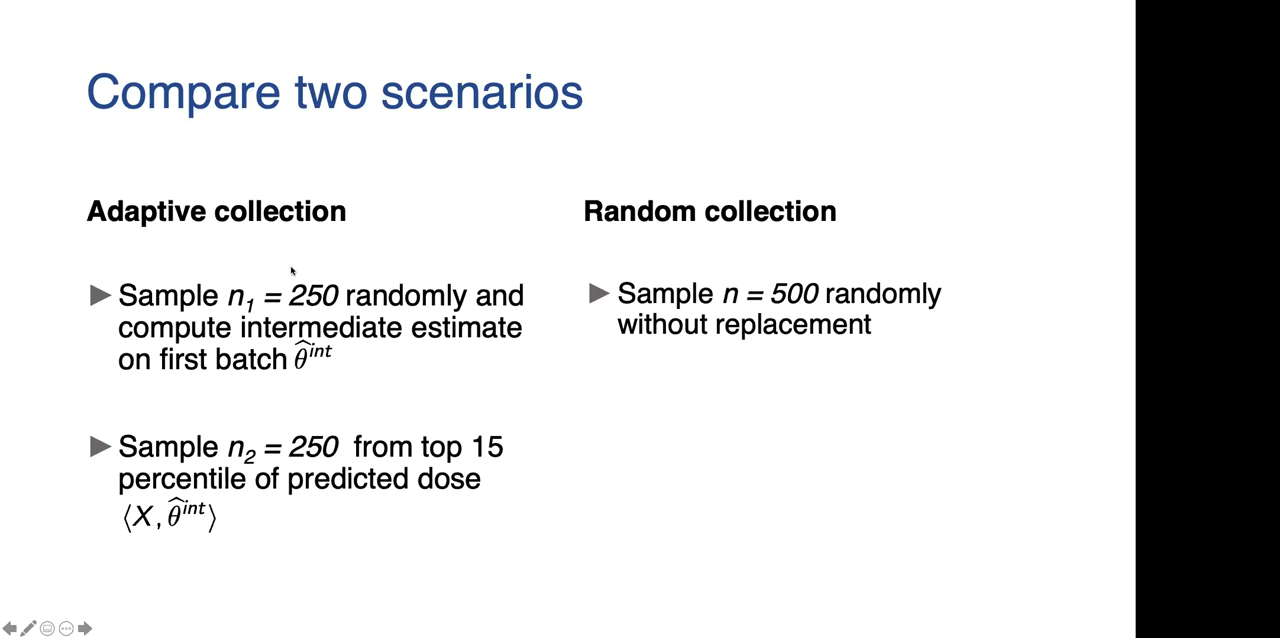 Compare two scenarios
Adaptive collection
▶ Sample n₁ = 250 randomly and
compute intermediate estimate
on first batch θ̂^int
▶ Sample n₂ = 250 from top 15
percentile of predicted dose
⟨X, θ̂^int⟩
Random collection
▶ Sample n = 500 randomly
without replacement